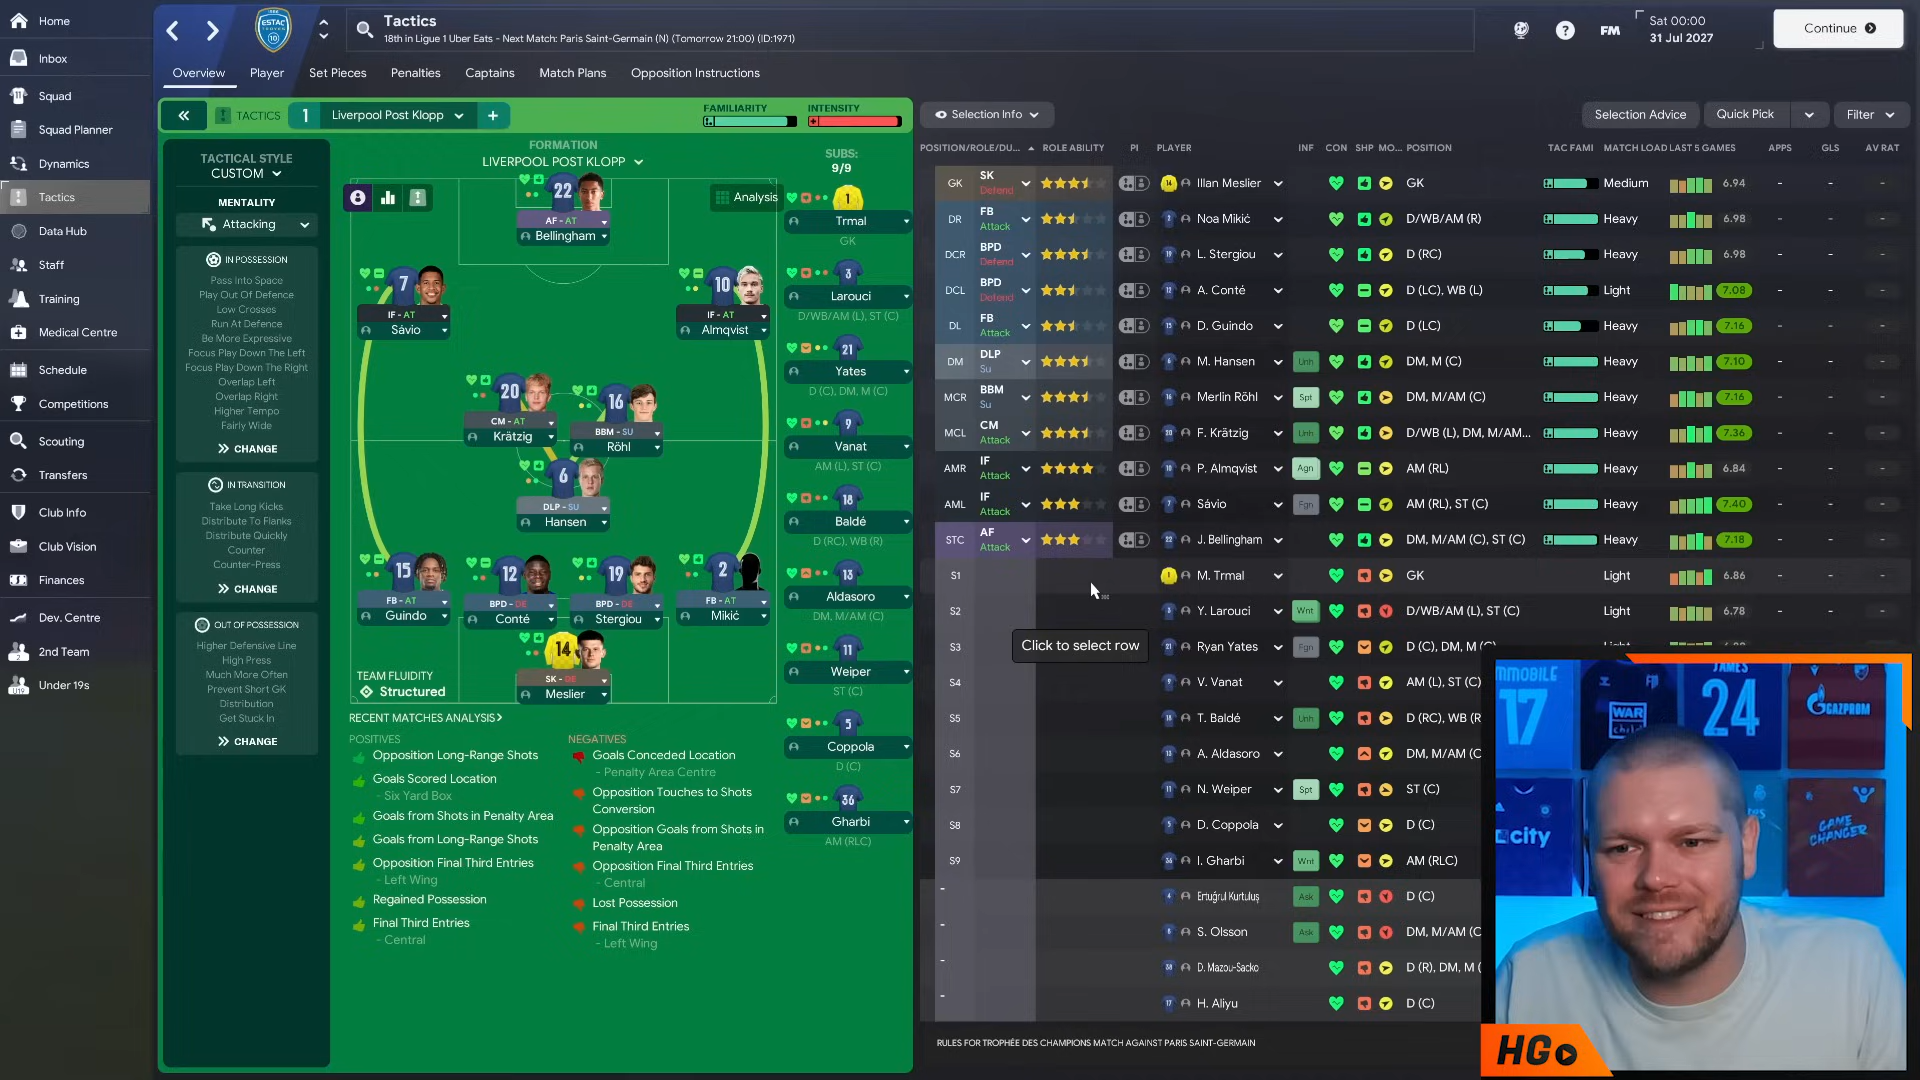 Home
Inbox
Squad
Squad Planner
Dynamics
Tactics
Data Hub
Staff
Training
Medical Centre
Schedule
Competitions
Scouting
Transfers
Club Info
Club Vision
Finances
Dev. Centre
2nd Team
Under 19s
ESTAC
Tactics
18th in Ligue 1 Uber Eats - Next Match: Paris Saint-Germain (N) (Tomorrow 21:00) (ID:1971)
FM
Sat 00:00
31 Jul 2027
Continue
Overview Player Set Pieces Penalties Captains Match Plans Opposition Instructions
TACTICS 1 Liverpool Post Klopp +
FAMILIARITY
INTENSITY
TACTICAL STYLE
CUSTOM
MENTALITY
Attacking
IN POSSESSION
Pass Into Space
Play Out Of Defence
Low Crosses
Run At Defence
Be More Expressive
Focus Play Down The Left
Focus Play Down The Right
Overlap Left
Overlap Right
Higher Tempo
Fairly Wide
CHANGE
IN TRANSITION
Take Long Kicks
Distribute To Flanks
Distribute Quickly
Counter
Counter-Press
CHANGE
OUT OF POSSESSION
Higher Defensive Line
High Press
Much More Often
Prevent Short GK
Distribution
Get Stuck In
CHANGE
FORMATION
LIVERPOOL POST KLOPP
Analysis
22
AF - AT
Bellingham
7
IF - AT
Sávio
10
IF - AT
Almqvist
20
CM - AT
Krätzig
16
BBM - SU
Röhl
6
DLP - SU
Hansen
15
FB - AT
Guindo
12
BPD - DE
Conté
19
BPD - DE
Stergiou
2
FB - AT
Mikić
14
SK - DE
Meslier
TEAM FLUIDITY
Structured
SUBS:
9/9
1
Trmal
GK
3
Larouci
D/WB/AM (L), ST (C)
21
Yates
D (C), DM, M (C)
9
Vanat
AM (L), ST (C)
18
Baldé
D (RC), WB (R)
13
Aldasoro
DM, M/AM (C)
11
Weiper
ST (C)
5
Coppola
D (C)
36
Gharbi
AM (RLC)
RECENT MATCHES ANALYSIS
POSITIVES
Opposition Long-Range Shots
Goals Scored Location
- Six Yard Box
Goals from Shots in Penalty Area
Goals from Long-Range Shots
Opposition Final Third Entries
- Left Wing
Regained Possession
Final Third Entries
- Central
NEGATIVES
Goals Conceded Location
- Penalty Area Centre
Opposition Touches to Shots
Conversion
Opposition Goals from Shots in
Penalty Area
Opposition Final Third Entries
- Central
Lost Possession
Final Third Entries
- Left Wing
Selection Info
Selection Advice Quick Pick Filter
POSITION/ROLE/DU... ROLE ABILITY PI PLAYER INF CON SHP MO... POSITION TAC FAMI MATCH LOAD LAST 5 GAMES APPS GLS AV RAT
GK SK Defend Illan Meslier GK Medium 6.94 - - -
DR FB Attack Noa Mikić D/WB/AM (R) Heavy 6.98 - - -
DCR BPD Defend L. Stergiou D (RC) Heavy 6.98 - - -
DCL BPD Defend A. Conté D (LC), WB (L) Light 7.08 - - -
DL FB Attack D. Guindo D (LC) Heavy 7.16 - - -
DM DLP Su M. Hansen Unh DM, M (C) Heavy 7.10 - - -
MCR BBM Su Merlin Röhl Spt DM, M/AM (C) Heavy 7.16 - - -
MCL CM Attack F. Krätzig Unh D/WB (L), DM, M/AM... Heavy 7.36 - - -
AMR IF Attack P. Almqvist Agn AM (RL) Heavy 6.84 - - -
AML IF Attack Sávio Fgn AM (RL), ST (C) Heavy 7.40 - - -
STC AF Attack J. Bellingham DM, M/AM (C), ST (C) Heavy 7.18 - - -
S1 M. Trmal GK Light 6.86 - - -
S2 Y. Larouci Wnt D/WB/AM (L), ST (C) Light 6.78 - - -
S3 Ryan Yates Fgn D (C), DM, M (C)
Click to select row
S4 V. Vanat AM (L), ST (C)
S5 T. Baldé Unh D (RC), WB (R
S6 A. Aldasoro DM, M/AM (C
S7 N. Weiper Spt ST (C)
S8 D. Coppola D (C)
S9 I. Gharbi Wnt AM (RLC)
- Ertuğrul Kurtuluş Ask D (C)
- S. Olsson Ask DM, M/AM (C
- D. Mazou-Sacko D (R), DM, M (
- H. Aliyu D (C)
RULES FOR TROPHÉE DES CHAMPIONS MATCH AGAINST PARIS SAINT-GERMAIN
IMMOBILE
17
WAR
child
JAMES
24
GAZPROM
city
GAME
CHANGER
HG